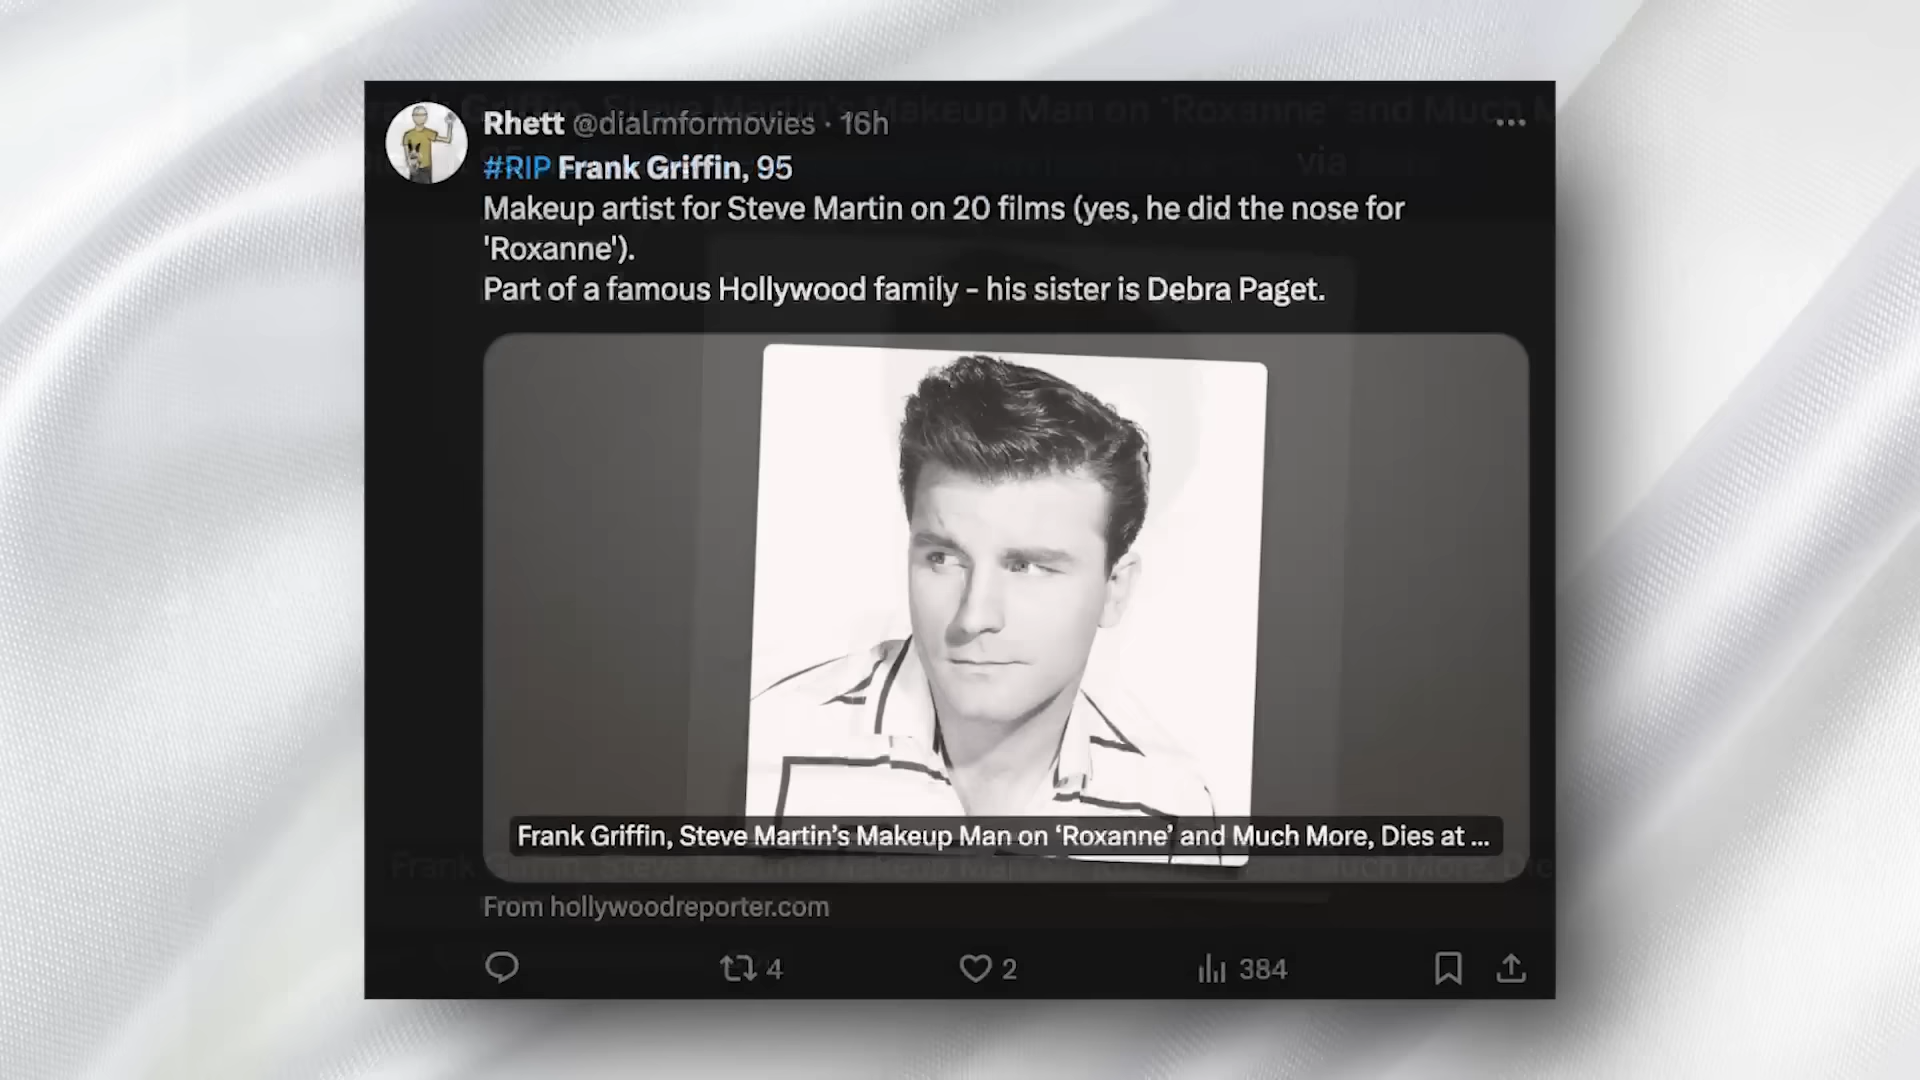 Rhett @dialmformovies · 16h
#RIP Frank Griffin, 95
Makeup artist for Steve Martin on 20 films (yes, he did the nose for
'Roxanne').
Part of a famous Hollywood family - his sister is Debra Paget.
Frank Griffin, Steve Martin's Makeup Man on 'Roxanne' and Much More, Dies at ...
From hollywoodreporter.com
4 2 384